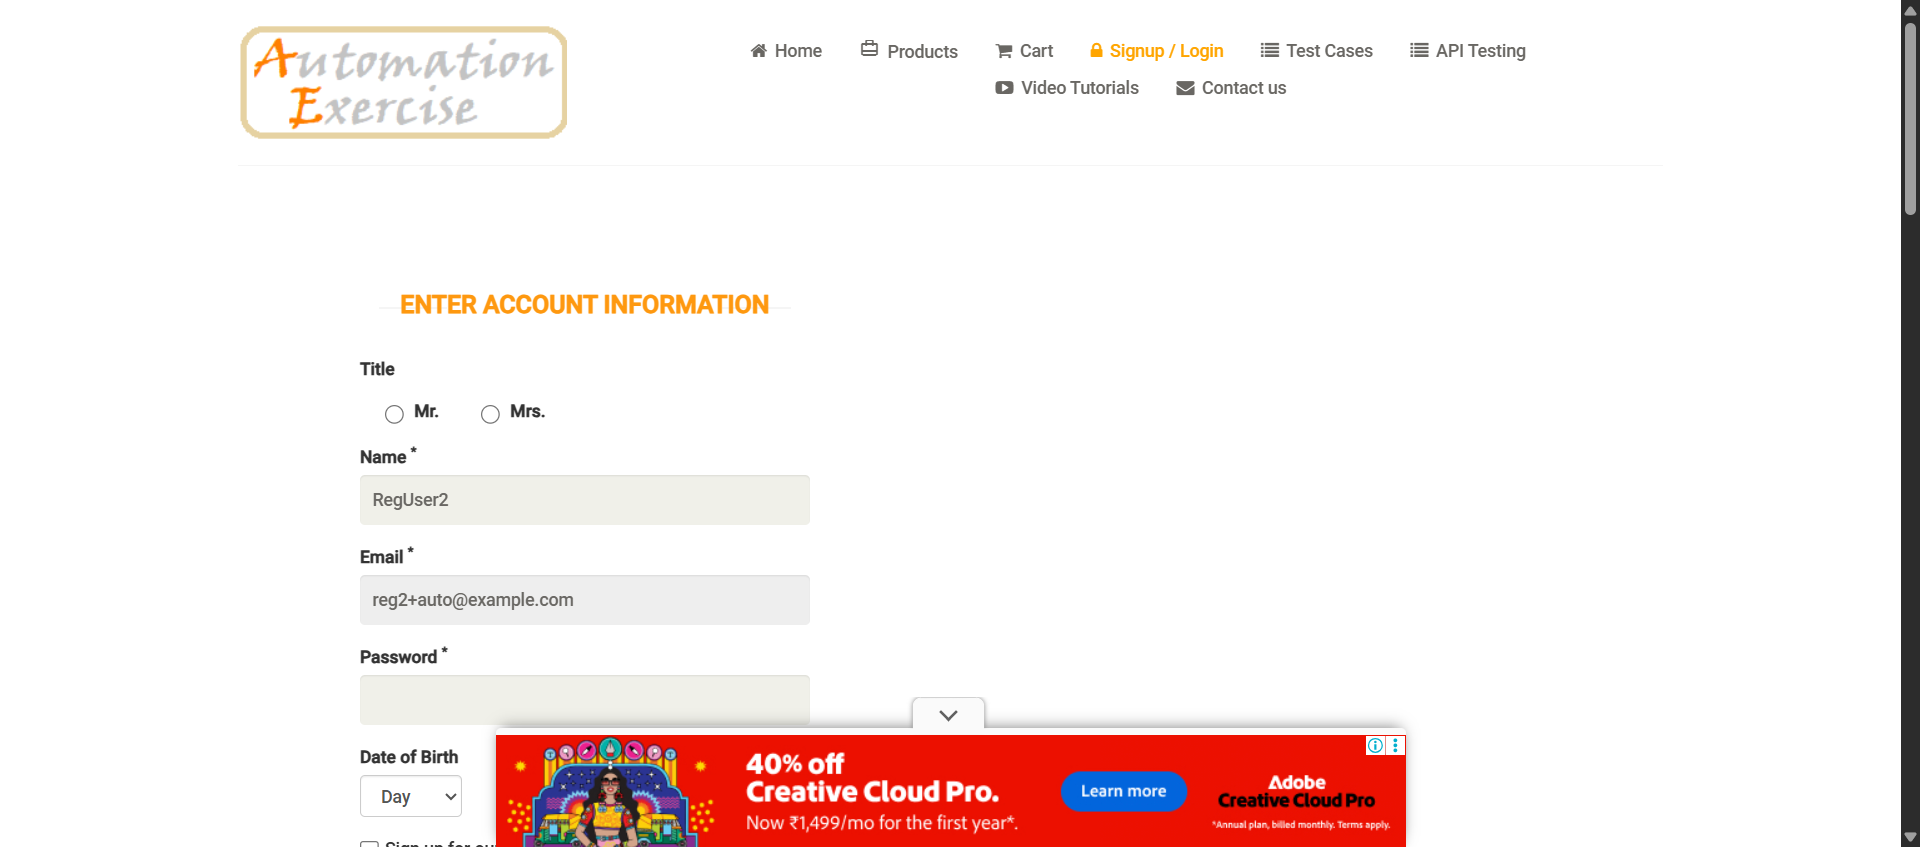 Automation
Exercise
Home
Products
Cart
Signup / Login
Test Cases
API Testing
Video Tutorials
Contact us
ENTER ACCOUNT INFORMATION
Title
Mr.
Mrs.
Name *
RegUser2
Email *
reg2+auto@example.com
Password *
Date of Birth
Day
40% off
Creative Cloud Pro.
Now ₹1,499/mo for the first year*.
Learn more
Adobe
Creative Cloud Pro
*Annual plan, billed monthly. Terms apply.
Sign up for